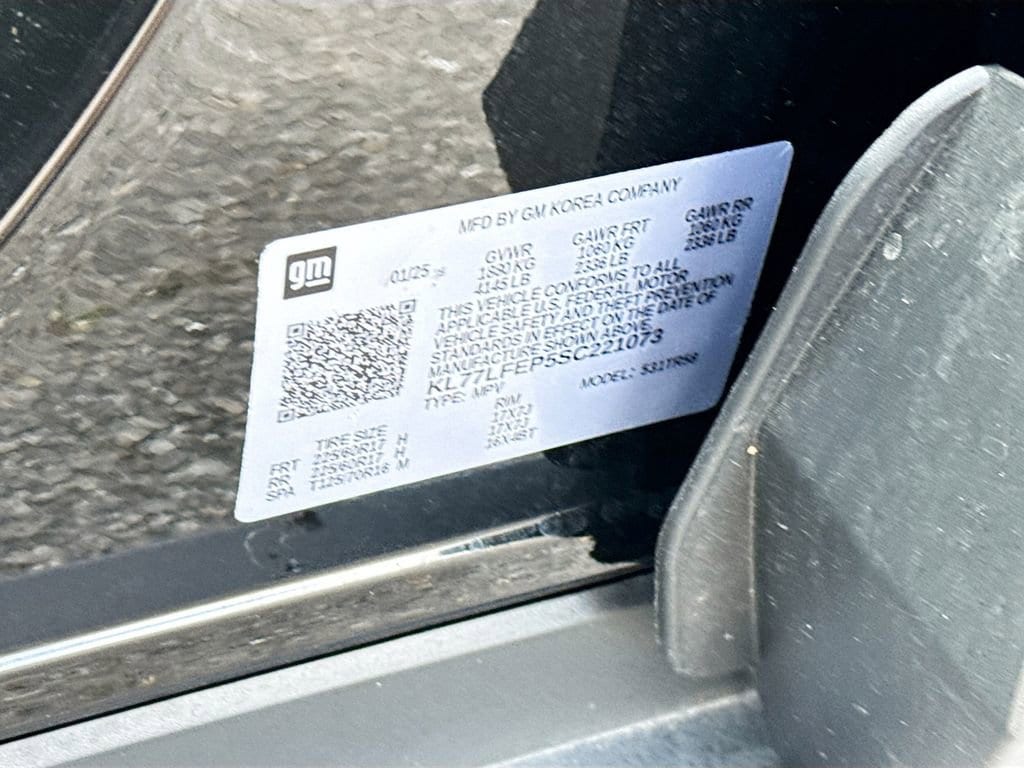 MFD BY GM KOREA COMPANY
gm
01/25
GVWR GAWR FRT GAWR RR
1880 KG 1060 KG 1060 KG
4145 LB 2336 LB 2336 LB
THIS VEHICLE CONFORMS TO ALL
APPLICABLE U.S. FEDERAL MOTOR
VEHICLE SAFETY AND THEFT PREVENTION
STANDARDS IN EFFECT ON THE DATE OF
MANUFACTURE SHOWN ABOVE.
KL77LFEP5SC221073
TYPE: MPV MODEL:
TIRE SIZE RIM
FRT 225/60R17 H 17X7J
RR 225/60R17 H 17X7J
SPA T125/70R16 M 16X4BT